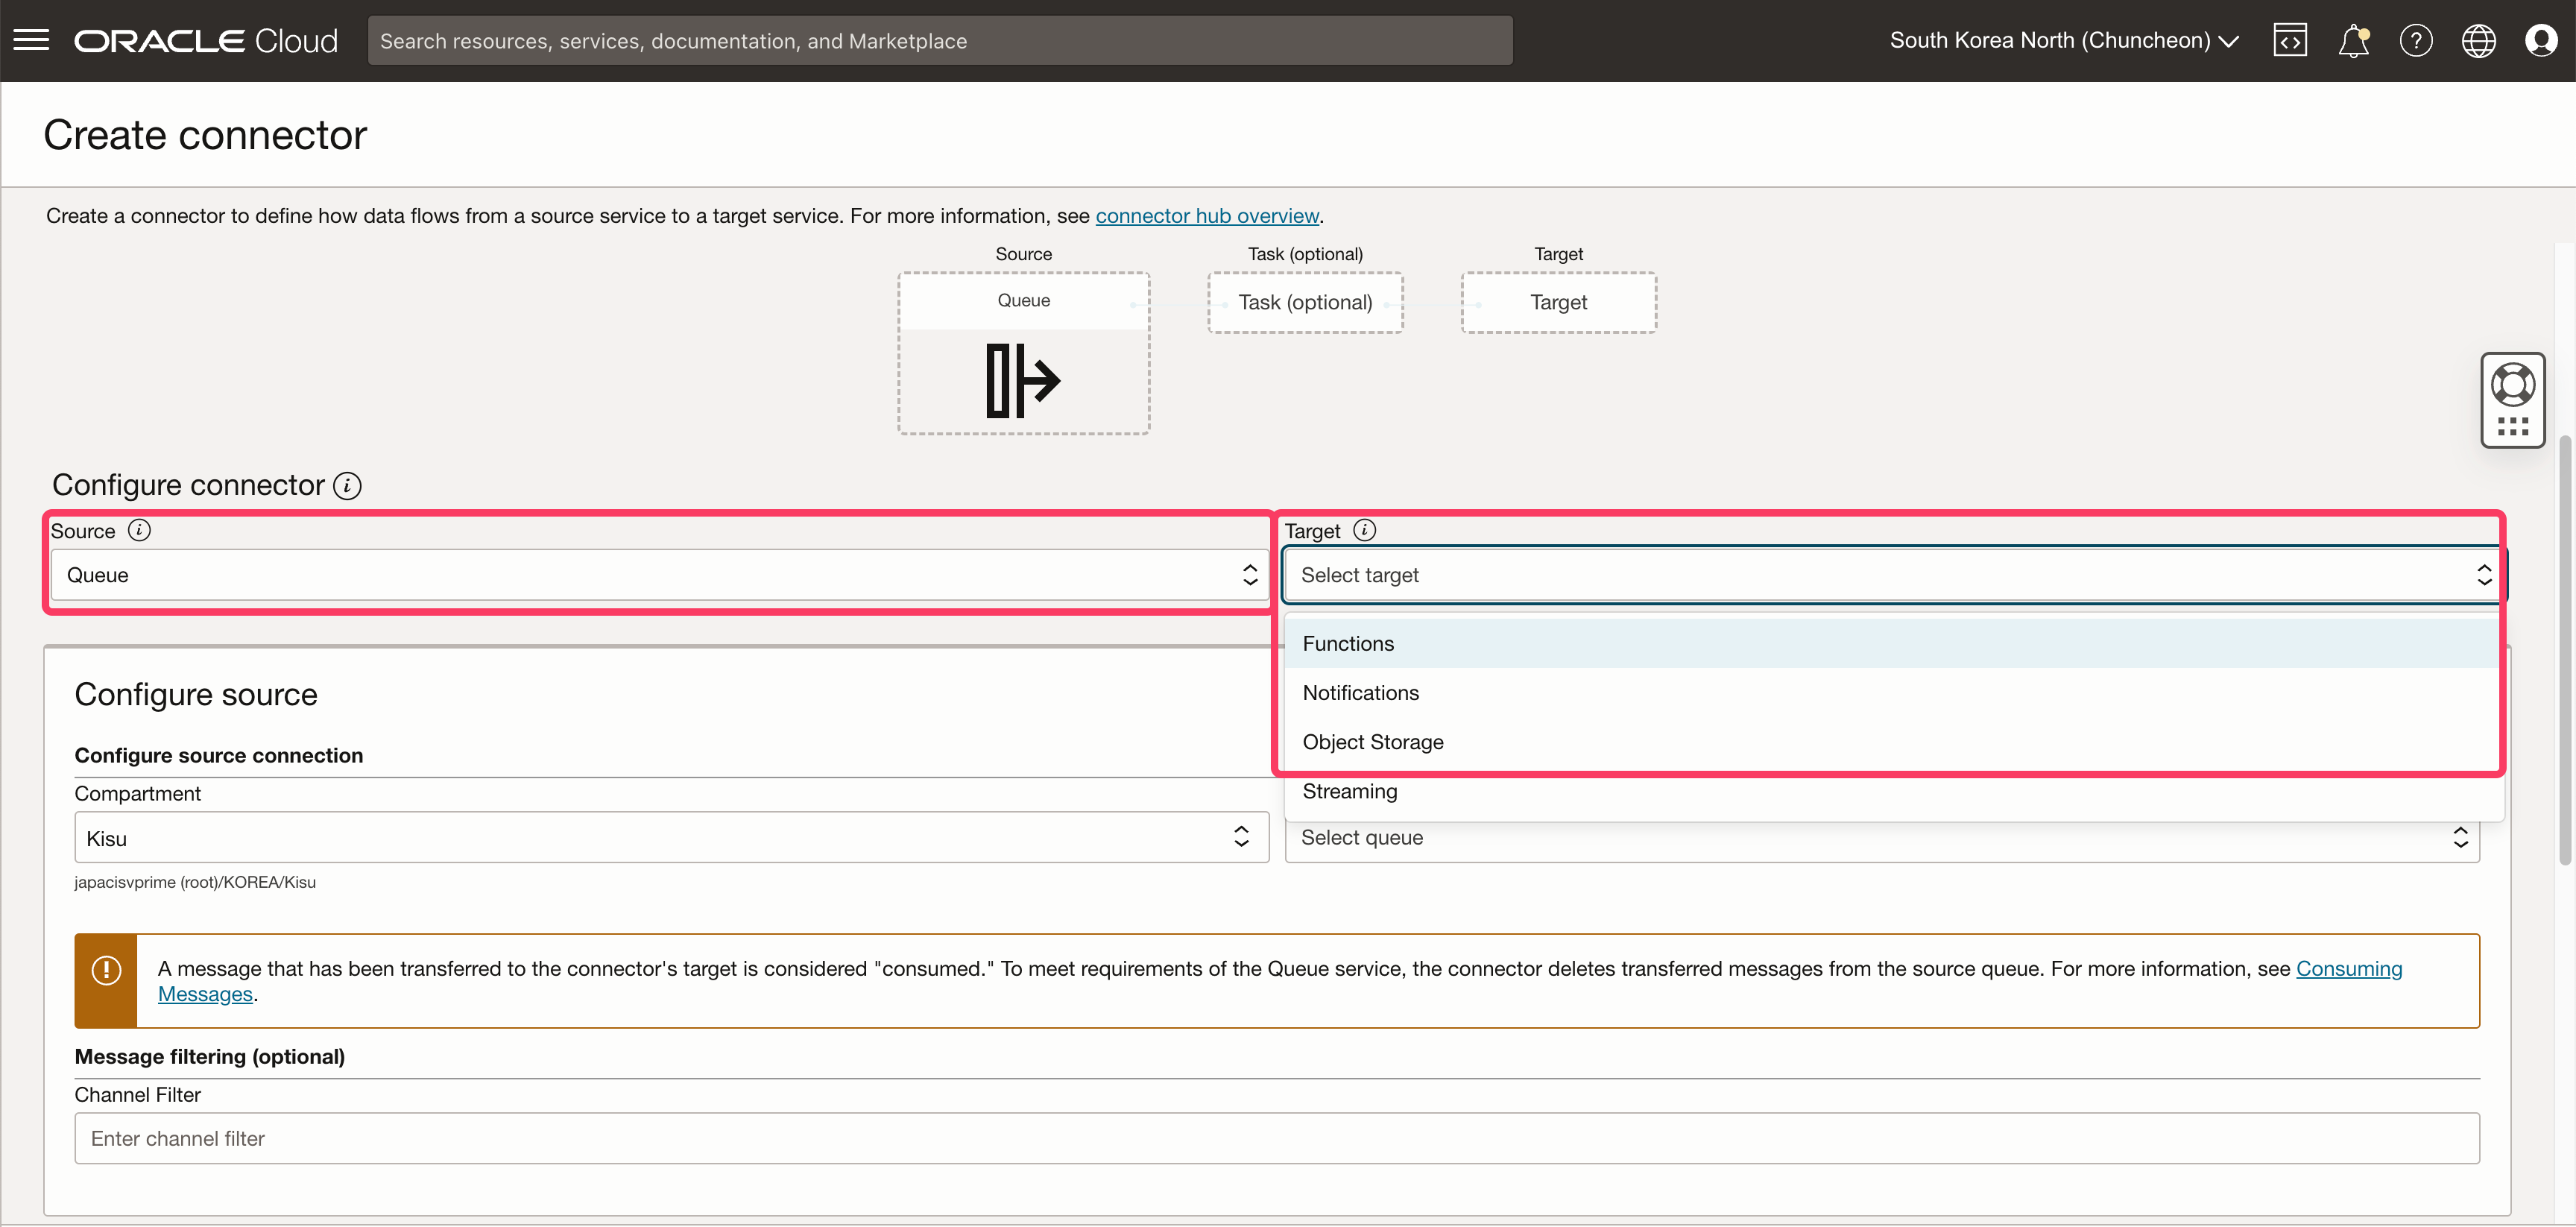 ORACLE Cloud
Search resources, services, documentation, and Marketplace
South Korea North (Chuncheon)
Create connector
Create a connector to define how data flows from a source service to a target service. For more information, see connector hub overview.
Source
Task (optional)
Target
Queue
Task (optional)
Target
Configure connector
Source
Queue
Target
Select target
Functions
Notifications
Object Storage
Streaming
Configure source
Configure source connection
Compartment
Kisu
Select queue
japacisvprime (root)/KOREA/Kisu
A message that has been transferred to the connector's target is considered "consumed." To meet requirements of the Queue service, the connector deletes transferred messages from the source queue. For more information, see Consuming
Messages.
Message filtering (optional)
Channel Filter
Enter channel filter